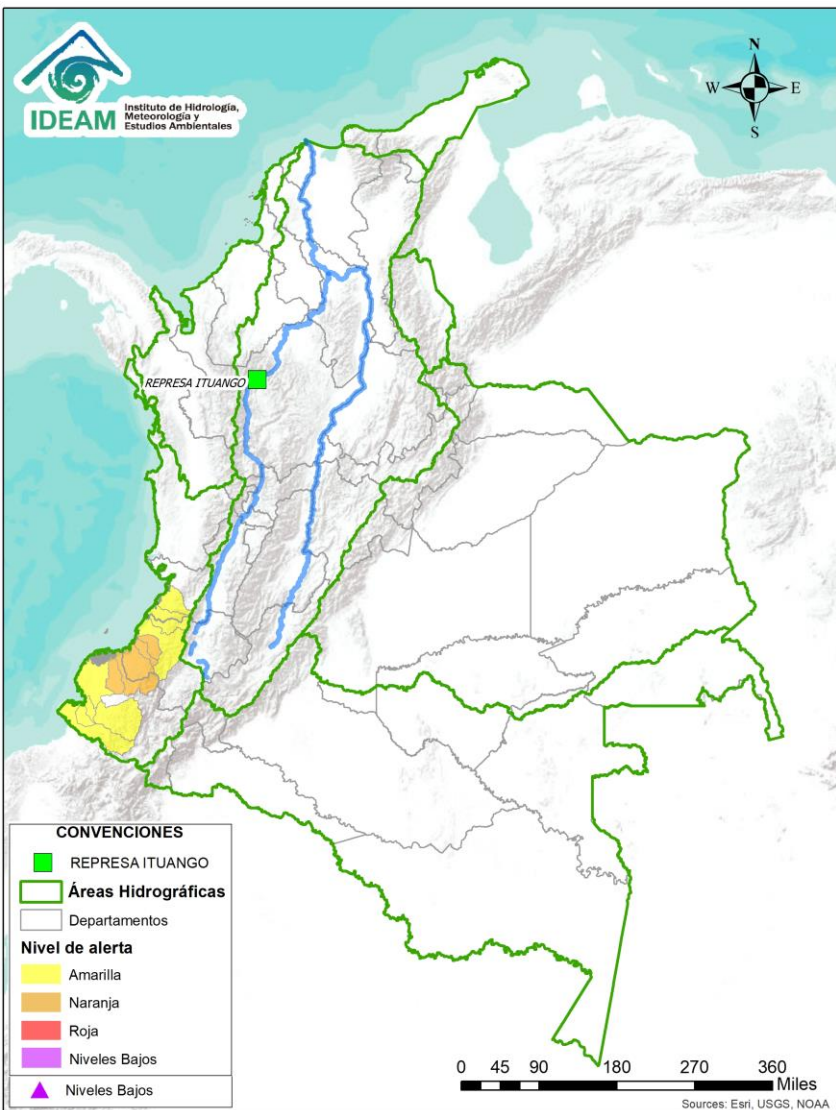 IDEAM
Instituto de Hidrología,
Meteorología y
Estudios Ambientales
N
W
E
S
REPRESA ITUANGO
CONVENCIONES
REPRESA ITUANGO
Áreas Hidrográficas
Departamentos
Nivel de alerta
Amarilla
Naranja
Roja
Niveles Bajos
Niveles Bajos
0 45 90 180 270 360
Miles
Sources: Esri, USGS, NOAA